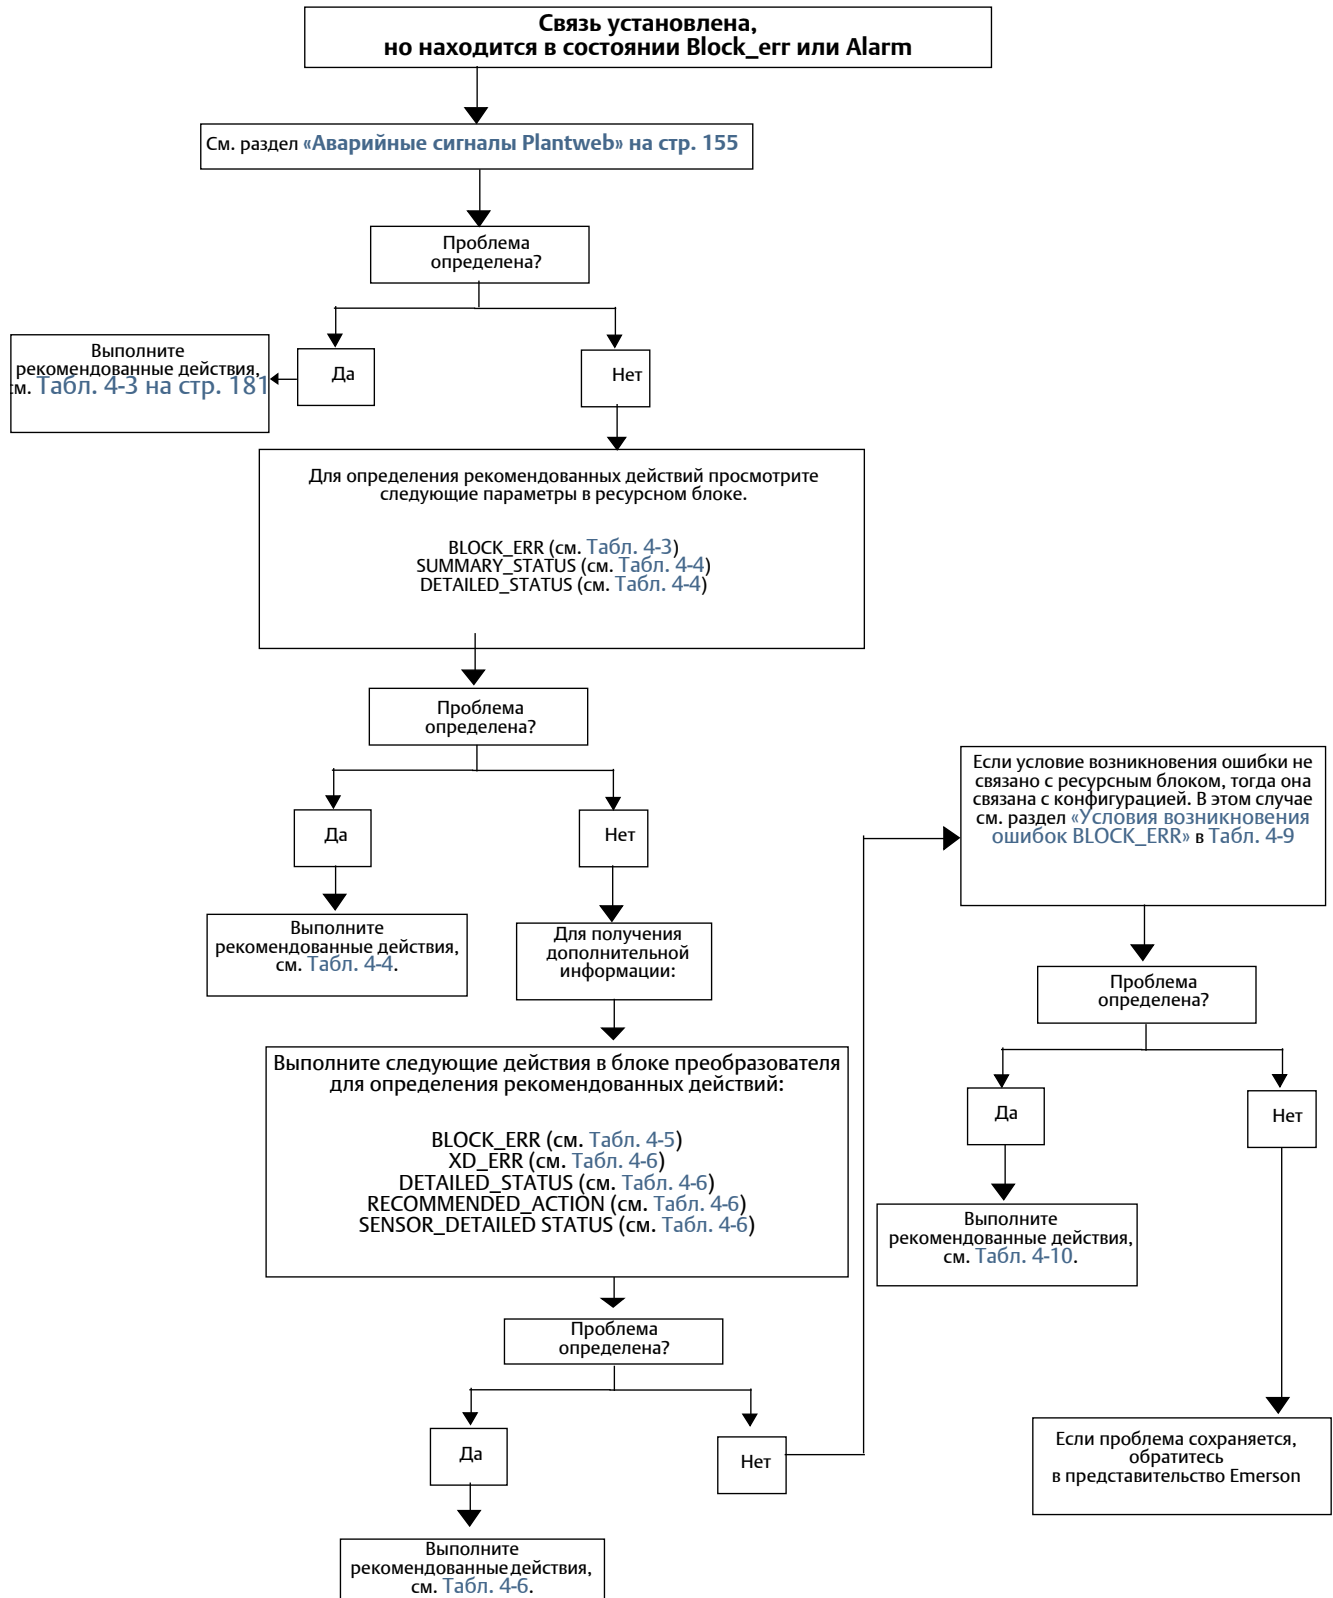 Связь установлена,
но находится в состоянии Block_err или Alarm
См. раздел «Аварийные сигналы Plantweb» на стр. 155
Проблема
определена?
Выполните
рекомендованные действия,
см. Табл. 4-3 на стр. 181
Да
Нет
Для определения рекомендованных действий просмотрите
следующие параметры в ресурсном блоке.
BLOCK_ERR (см. Табл. 4-3)
SUMMARY_STATUS (см. Табл. 4-4)
DETAILED_STATUS (см. Табл. 4-4)
Проблема
определена?
Да
Нет
Выполните
рекомендованные действия,
см. Табл. 4-4.
Для получения
дополнительной
информации:
Выполните следующие действия в блоке преобразователя
для определения рекомендованных действий:
BLOCK_ERR (см. Табл. 4-5)
XD_ERR (см. Табл. 4-6)
DETAILED_STATUS (см. Табл. 4-6)
RECOMMENDED_ACTION (см. Табл. 4-6)
SENSOR_DETAILED STATUS (см. Табл. 4-6)
Проблема
определена?
Да
Нет
Выполните
рекомендованные действия,
см. Табл. 4-6.
Если условие возникновения ошибки не
связано с ресурсным блоком, тогда она
связана с конфигурацией. В этом случае
см. раздел «Условия возникновения
ошибок BLOCK_ERR» в Табл. 4-9
Проблема
определена?
Да
Нет
Выполните
рекомендованные действия,
см. Табл. 4-10.
Если проблема сохраняется,
обратитесь
в представительство Emerson